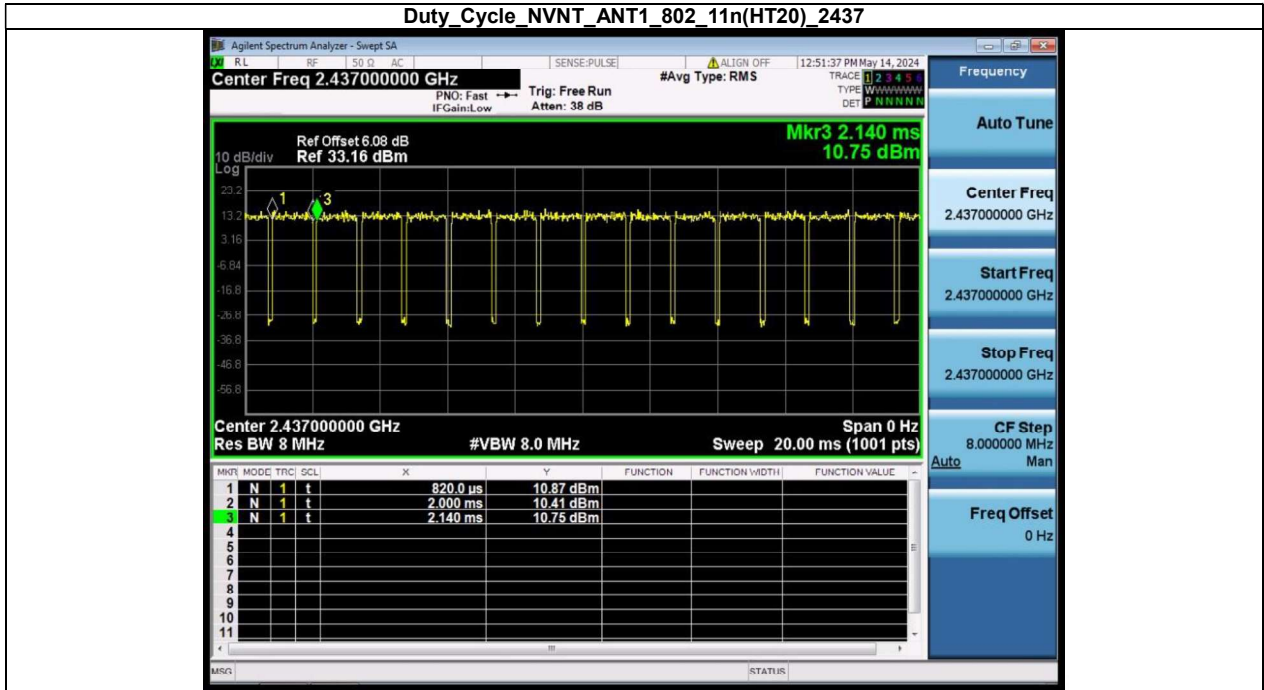 Duty_Cycle_NVNT_ANT1_802_11n(HT20)_2437
Agilent Spectrum Analyzer - Swept SA
LXI RL RF 50 Ω AC SENSE:PULSE ALIGN OFF 12:51:37 PM May 14, 2024
Center Freq 2.437000000 GHz
PNO: Fast
IFGain:Low
Trig: Free Run
Atten: 38 dB
#Avg Type: RMS
TRACE 1 2 3 4 5 6
TYPE WWWWWW
DET P N N N N N
Ref Offset 6.08 dB
10 dB/div Ref 33.16 dBm
Log
Mkr3 2.140 ms
10.75 dBm
1
3
23.2
13.2
3.16
-6.84
-16.8
-26.8
-36.8
-46.8
-56.8
Center 2.437000000 GHz Span 0 Hz
Res BW 8 MHz #VBW 8.0 MHz Sweep 20.00 ms (1001 pts)
MKR MODE TRC SCL X Y FUNCTION FUNCTION WIDTH FUNCTION VALUE
1 N 1 t 820.0 µs 10.87 dBm
2 N 1 t 2.000 ms 10.41 dBm
3 N 1 t 2.140 ms 10.75 dBm
4
5
6
7
8
9
10
11
MSG STATUS
Frequency
Auto Tune
Center Freq
2.437000000 GHz
Start Freq
2.437000000 GHz
Stop Freq
2.437000000 GHz
CF Step
8.000000 MHz
Auto Man
Freq Offset
0 Hz